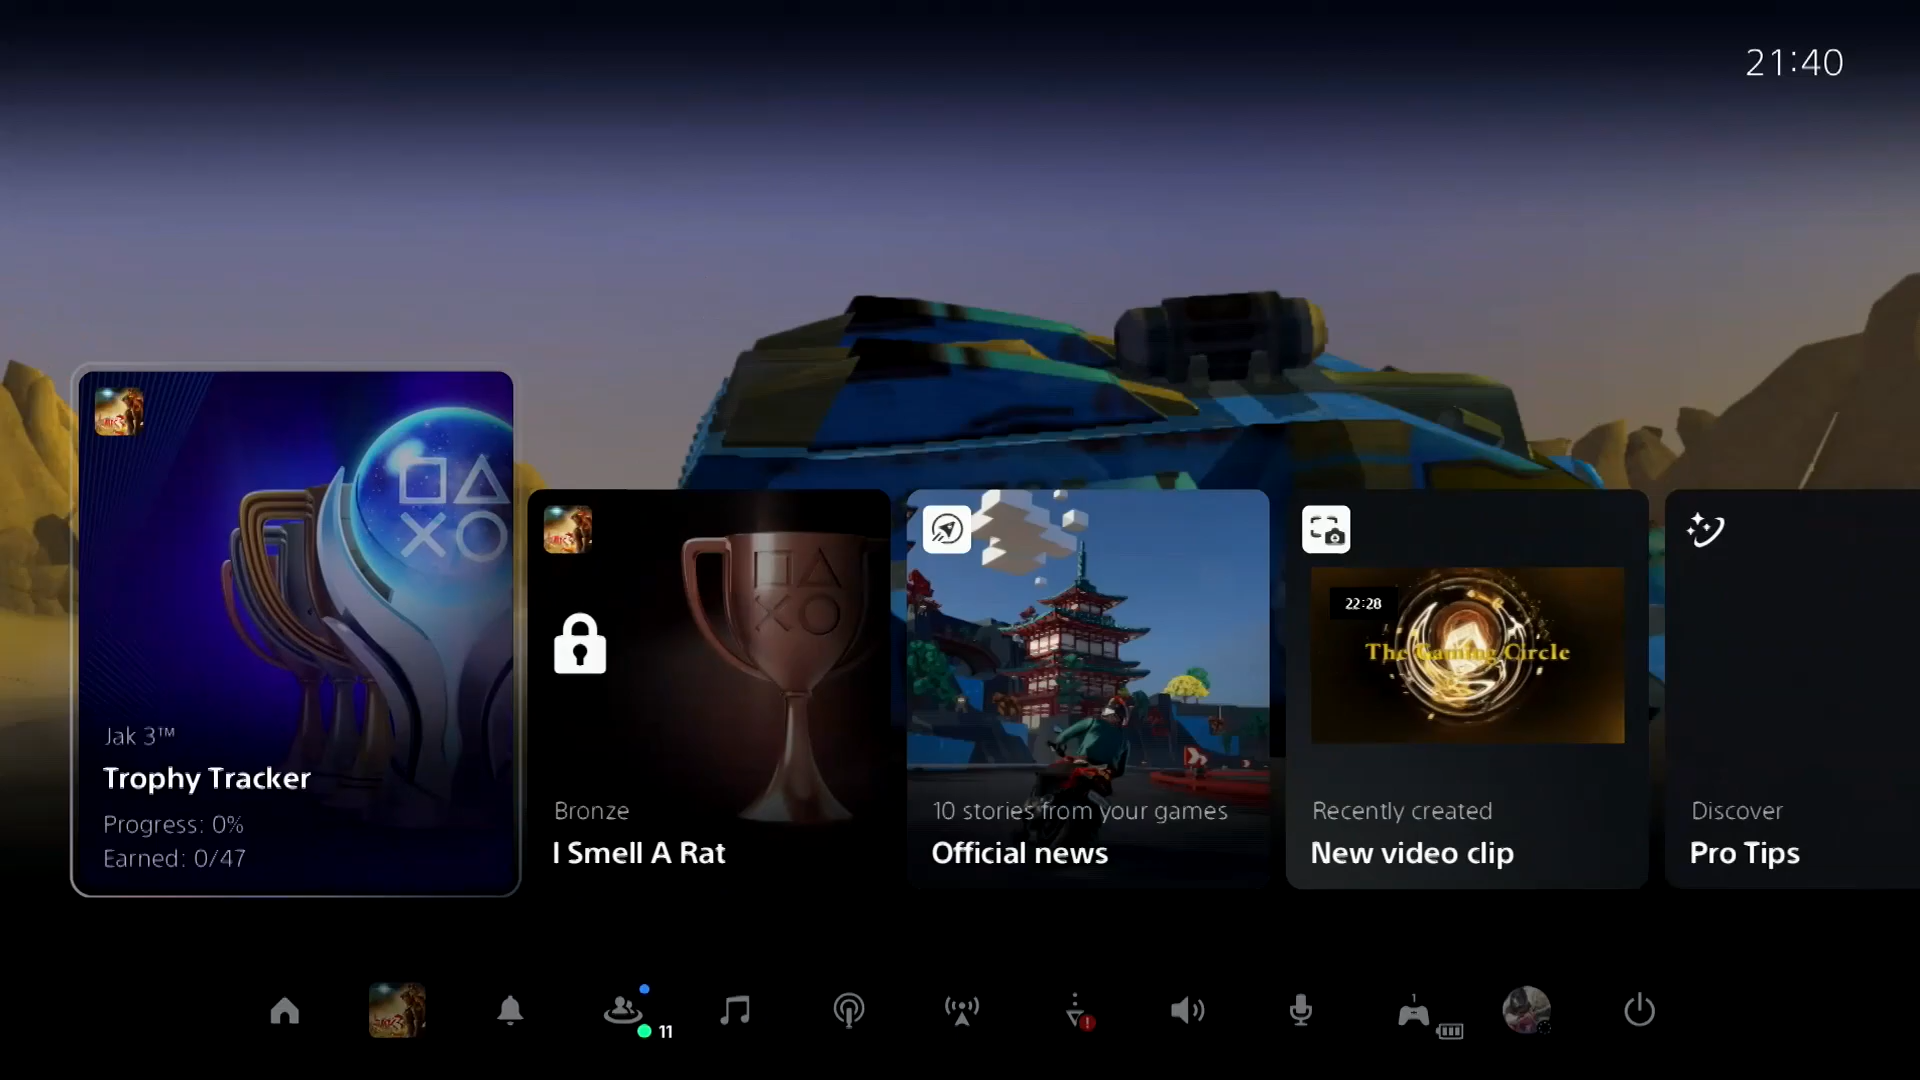 21:40
Jak 3™
Trophy Tracker
Progress: 0%
Earned: 0/47
Bronze
I Smell A Rat
10 stories from your games
Official news
22:28
The Gaming Circle
Recently created
New video clip
Discover
Pro Tips
11
!
1